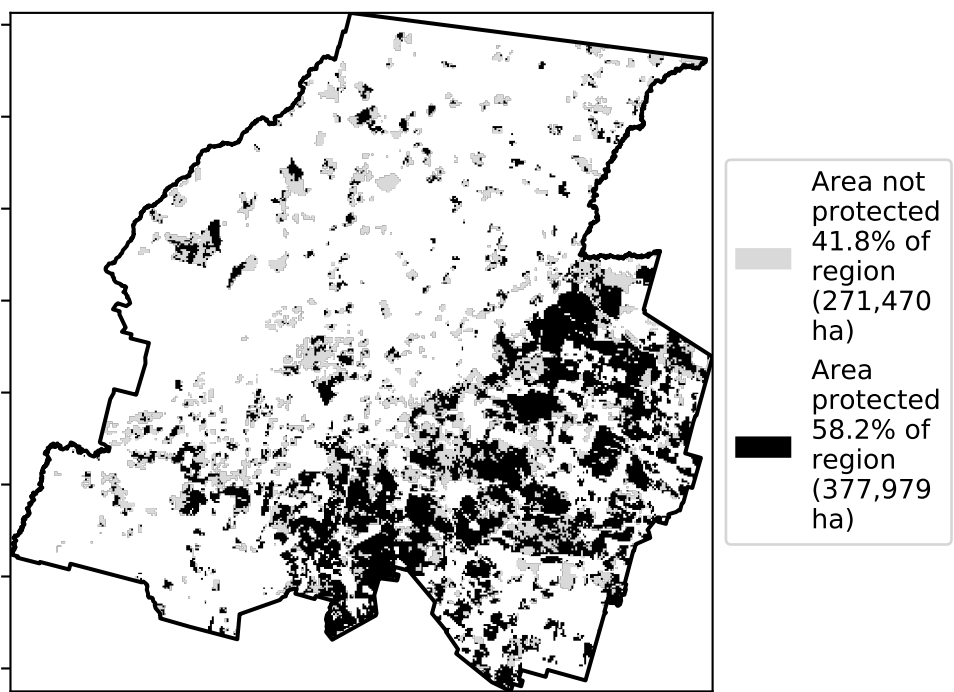 Area not
protected
41.8% of
region
(271,470
ha)
Area
protected
58.2% of
region
(377,979
ha)